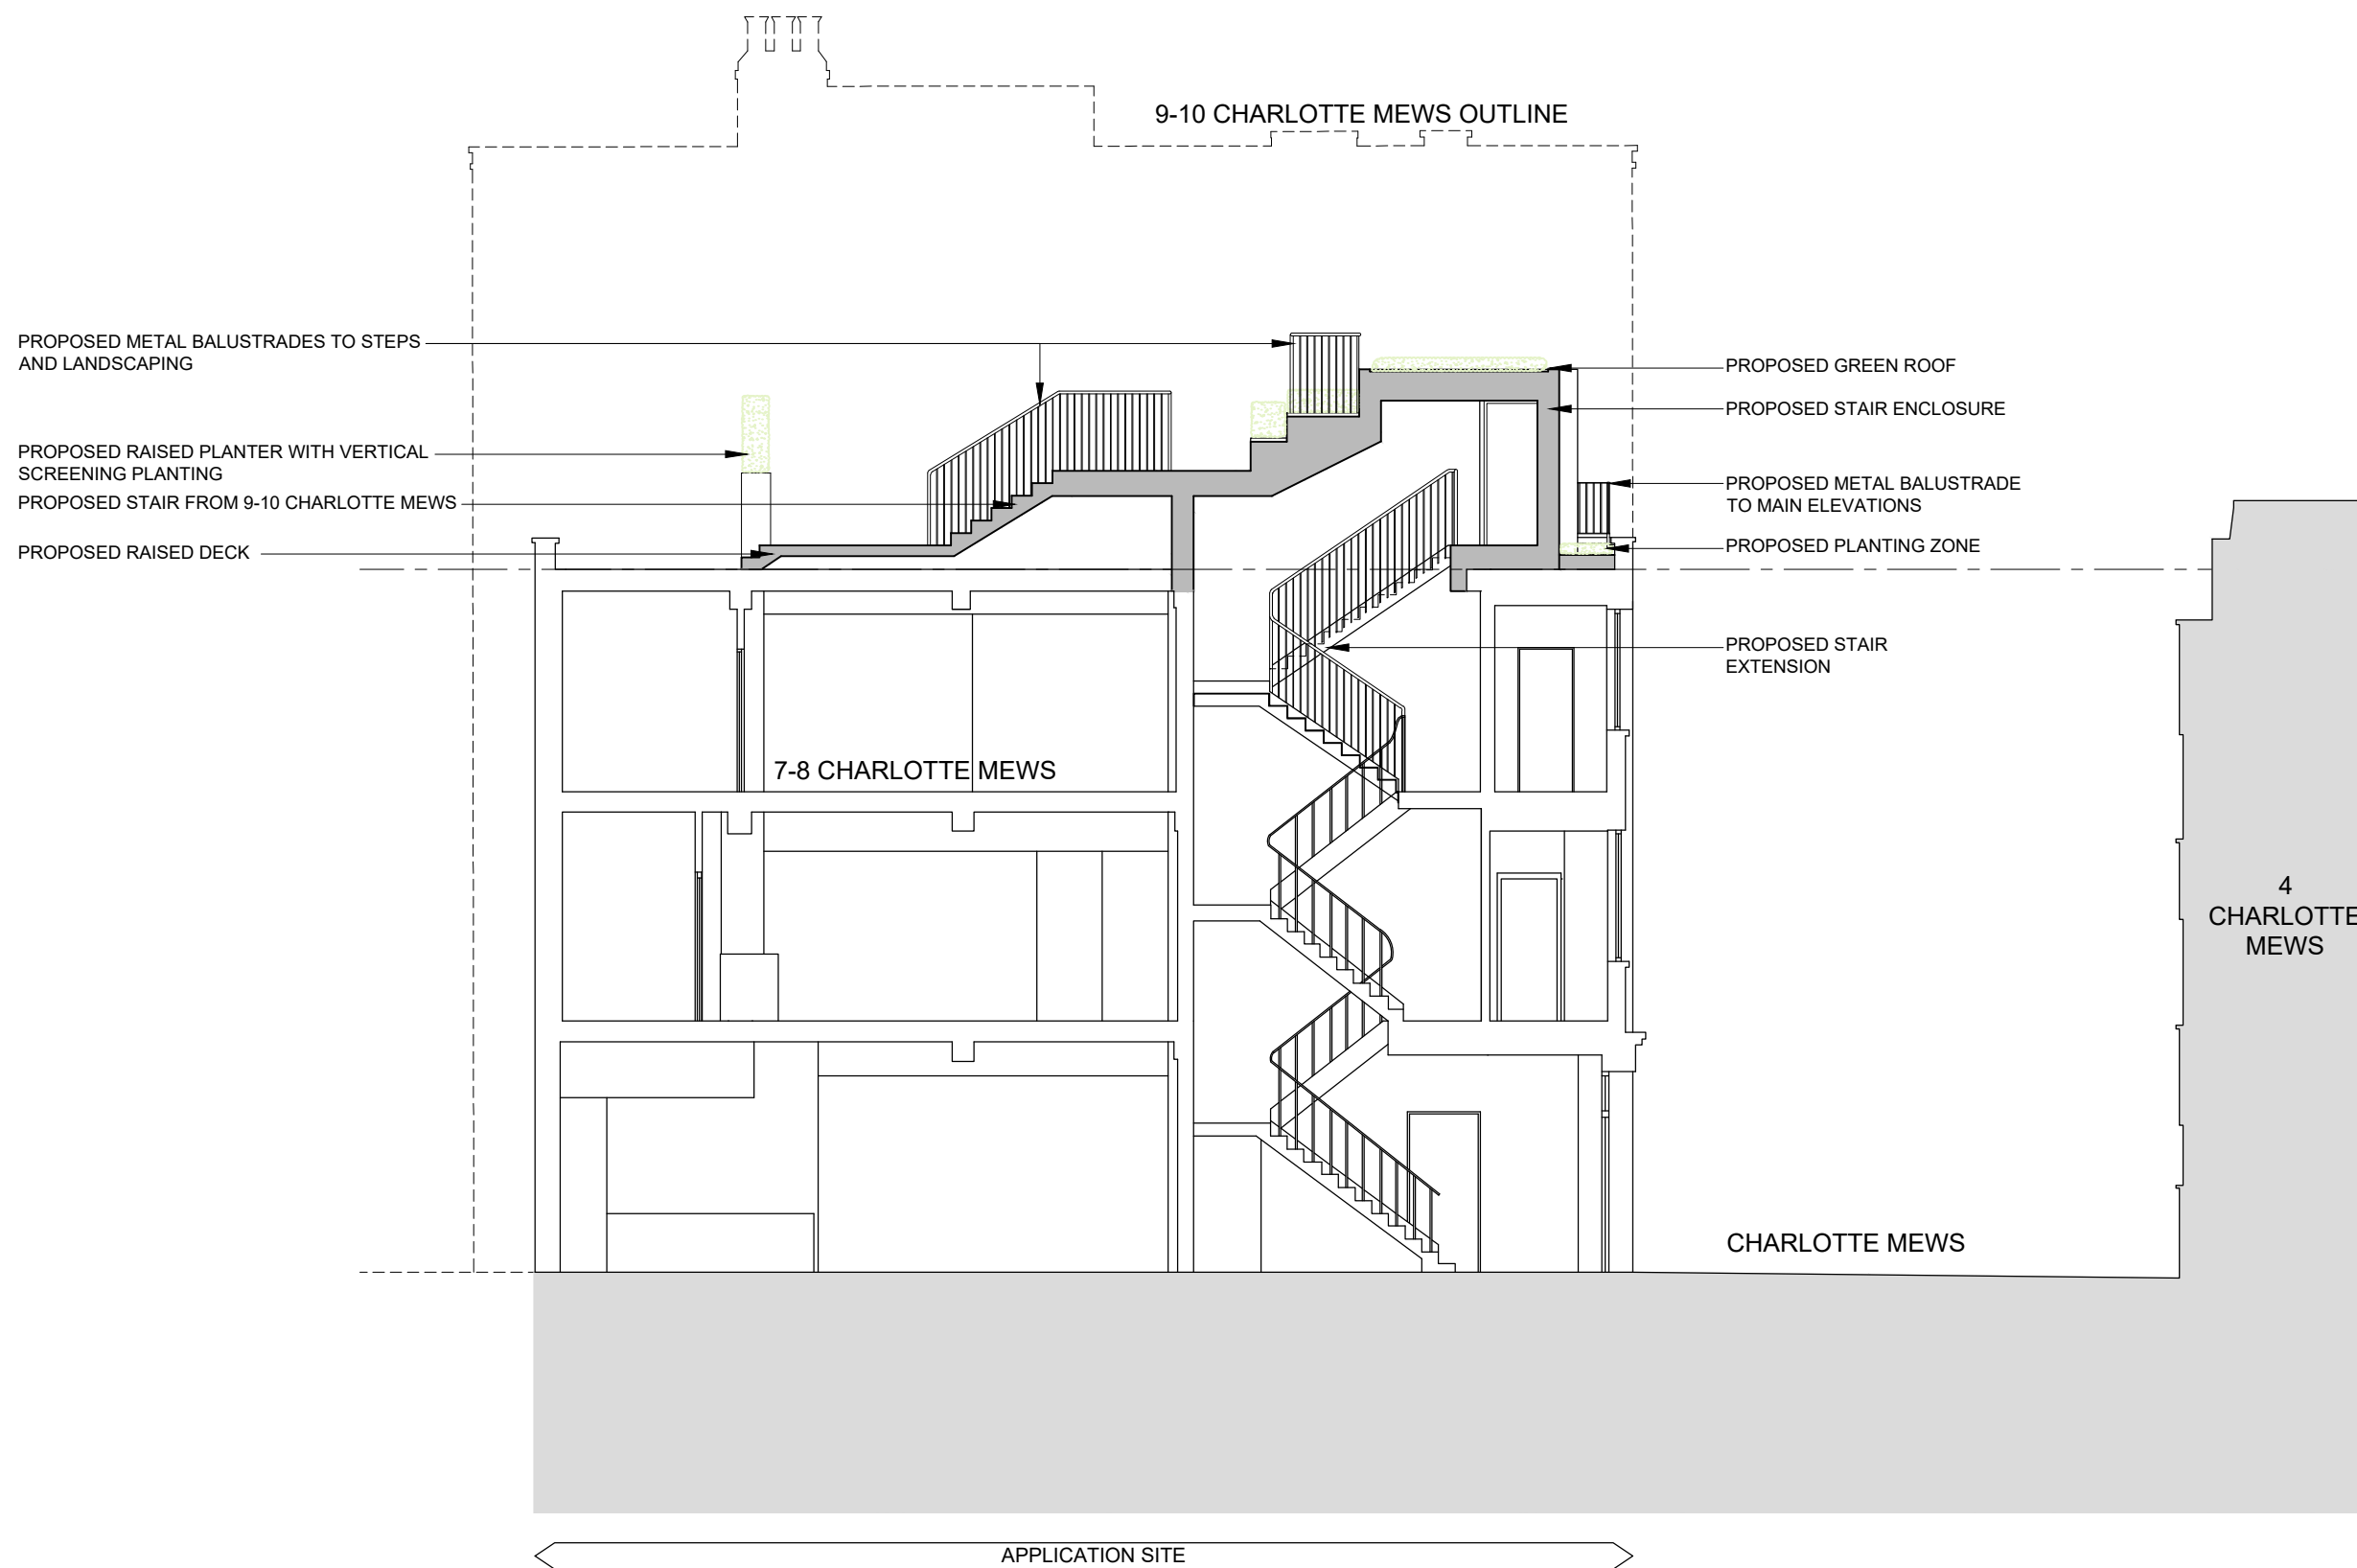 9-10 CHARLOTTE MEWS OUTLINE
PROPOSED METAL BALUSTRADES TO STEPS
AND LANDSCAPING
PROPOSED RAISED PLANTER WITH VERTICAL
SCREENING PLANTING
PROPOSED STAIR FROM 9-10 CHARLOTTE MEWS
PROPOSED RAISED DECK
PROPOSED GREEN ROOF
PROPOSED STAIR ENCLOSURE
PROPOSED METAL BALUSTRADE
TO MAIN ELEVATIONS
PROPOSED PLANTING ZONE
PROPOSED STAIR
EXTENSION
7-8 CHARLOTTE MEWS
4
CHARLOTTE
MEWS
CHARLOTTE MEWS
APPLICATION SITE